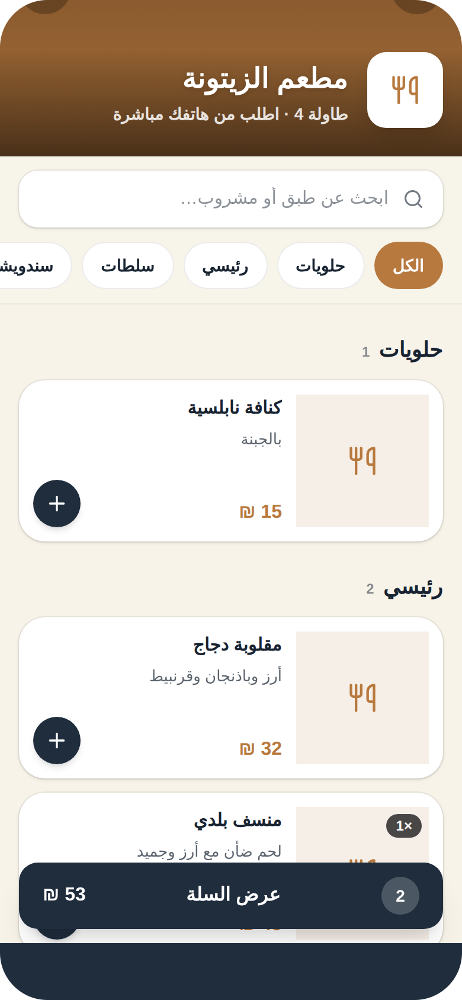 مطعم الزيتونة
طاولة 4 · اطلب من هاتفك مباشرة
ابحث عن طبق أو مشروب...
الكل
حلويات
رئيسي
سلطات
حلويات 1
كنافة نابلسية
بالجبنة
15 ₪
رئيسي 2
مقلوبة دجاج
أرز وباذنجان وقرنبيط
32 ₪
1×
منسف بلدي
لحم ضأن مع أرز وجميد
2
عرض السلة
53 ₪